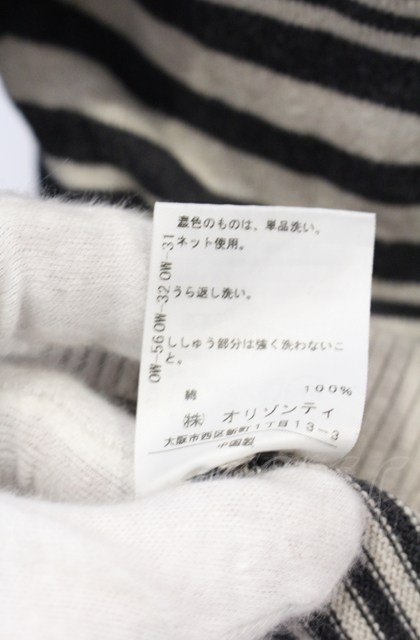 濃色のものは、単品洗い。
ネット使用。
うら返し洗い。
ししゅう部分は強く洗わないこ
と。
OW-56 OW-32 OW-31
綿 100%
㈱ オリゾンティ
大阪市西区新町1丁目13-3
中国製